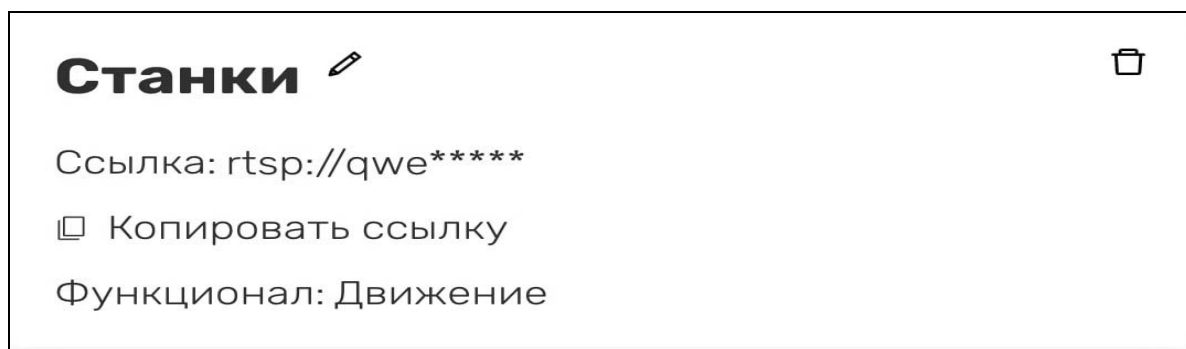 Станки
Ссылка: rtsp://qwe*****
Копировать ссылку
Функционал: Движение